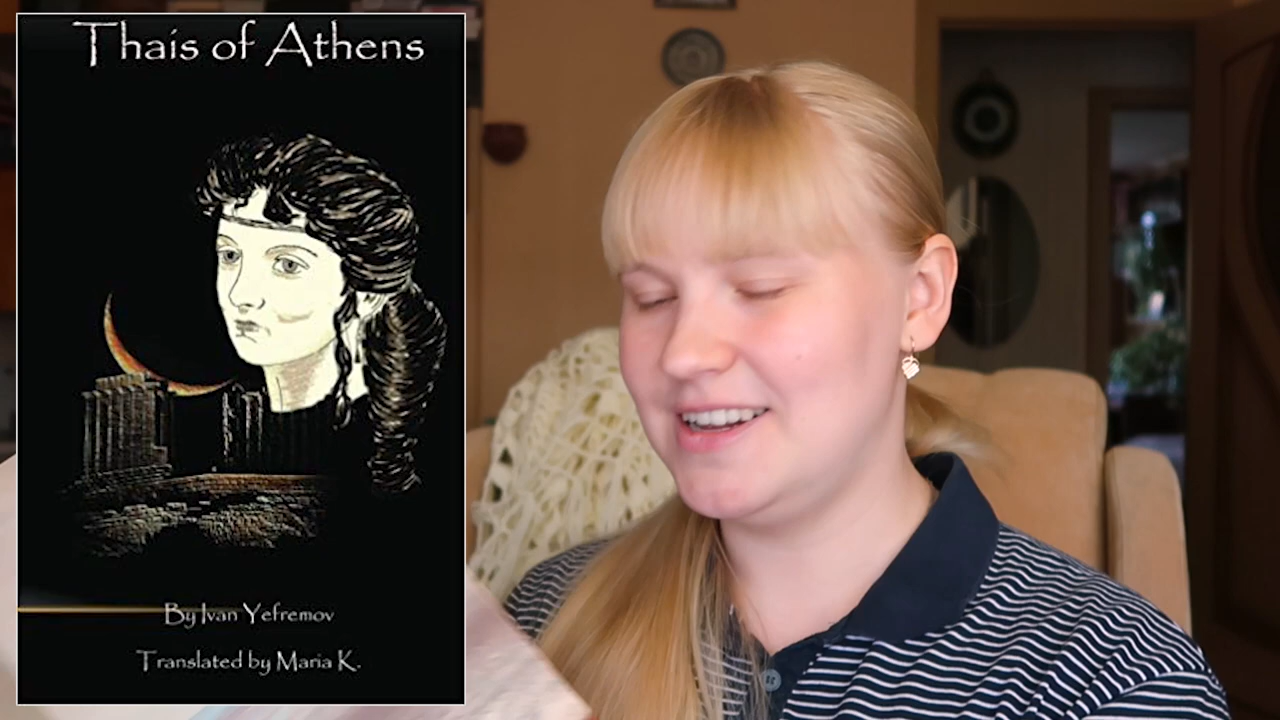 Thais of Athens
By Ivan Yefremov
Translated by Maria K.